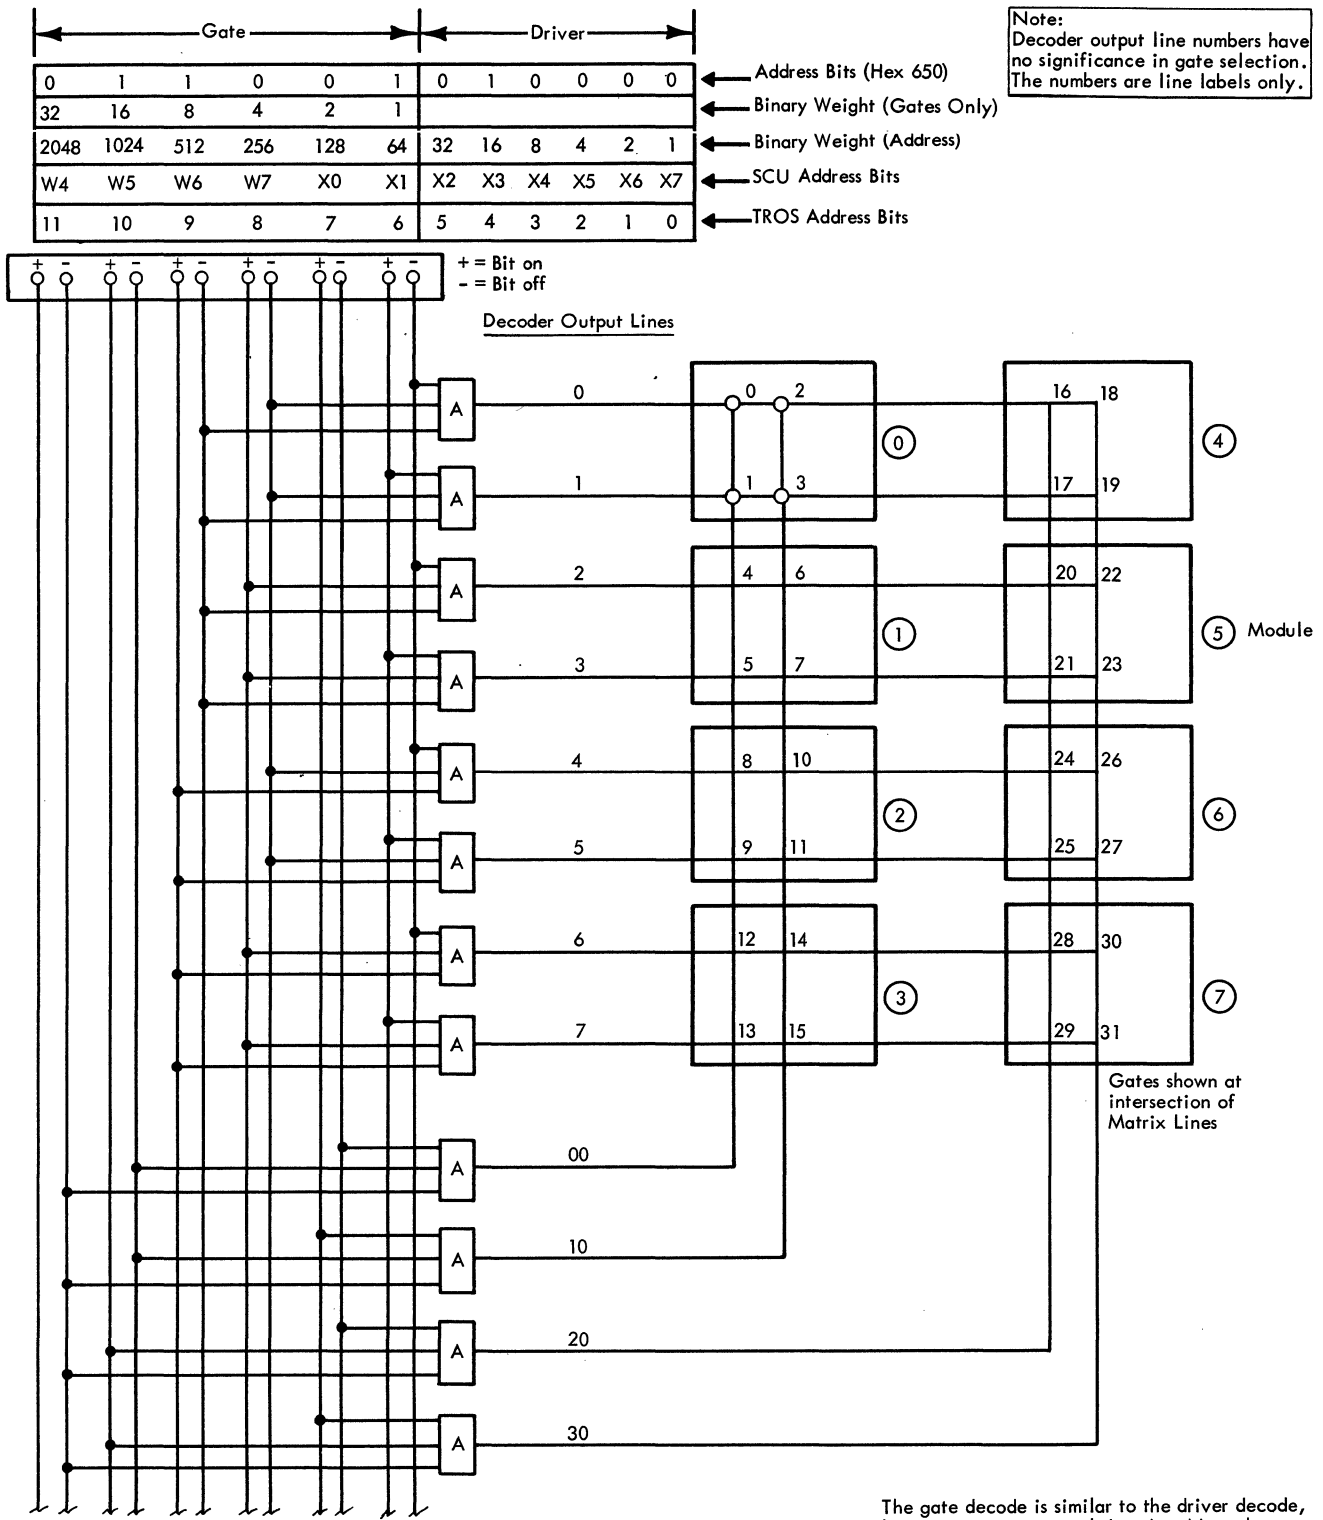 Gate Driver
Note:
Decoder output line numbers have
no significance in gate selection.
The numbers are line labels only.
0 1 1 0 0 1 0 1 0 0 0 0 Address Bits (Hex 650)
32 16 8 4 2 1 Binary Weight (Gates Only)
2048 1024 512 256 128 64 32 16 8 4 2 1 Binary Weight (Address)
W4 W5 W6 W7 X0 X1 X2 X3 X4 X5 X6 X7 SCU Address Bits
11 10 9 8 7 6 5 4 3 2 1 0 TROS Address Bits
+ - + - + - + - + - + -
+ = Bit on
- = Bit off
Decoder Output Lines
A 0 0 2 16 18
0 4
A 1 1 3 17 19
A 2 4 6 20 22
1 5 Module
A 3 5 7 21 23
A 4 8 10 24 26
2 6
A 5 9 11 25 27
A 6 12 14 28 30
3 7
A 7 13 15 29 31
Gates shown at
intersection of
Matrix Lines
A 00
A 10
A 20
A 30
The gate decode is similar to the driver decode,